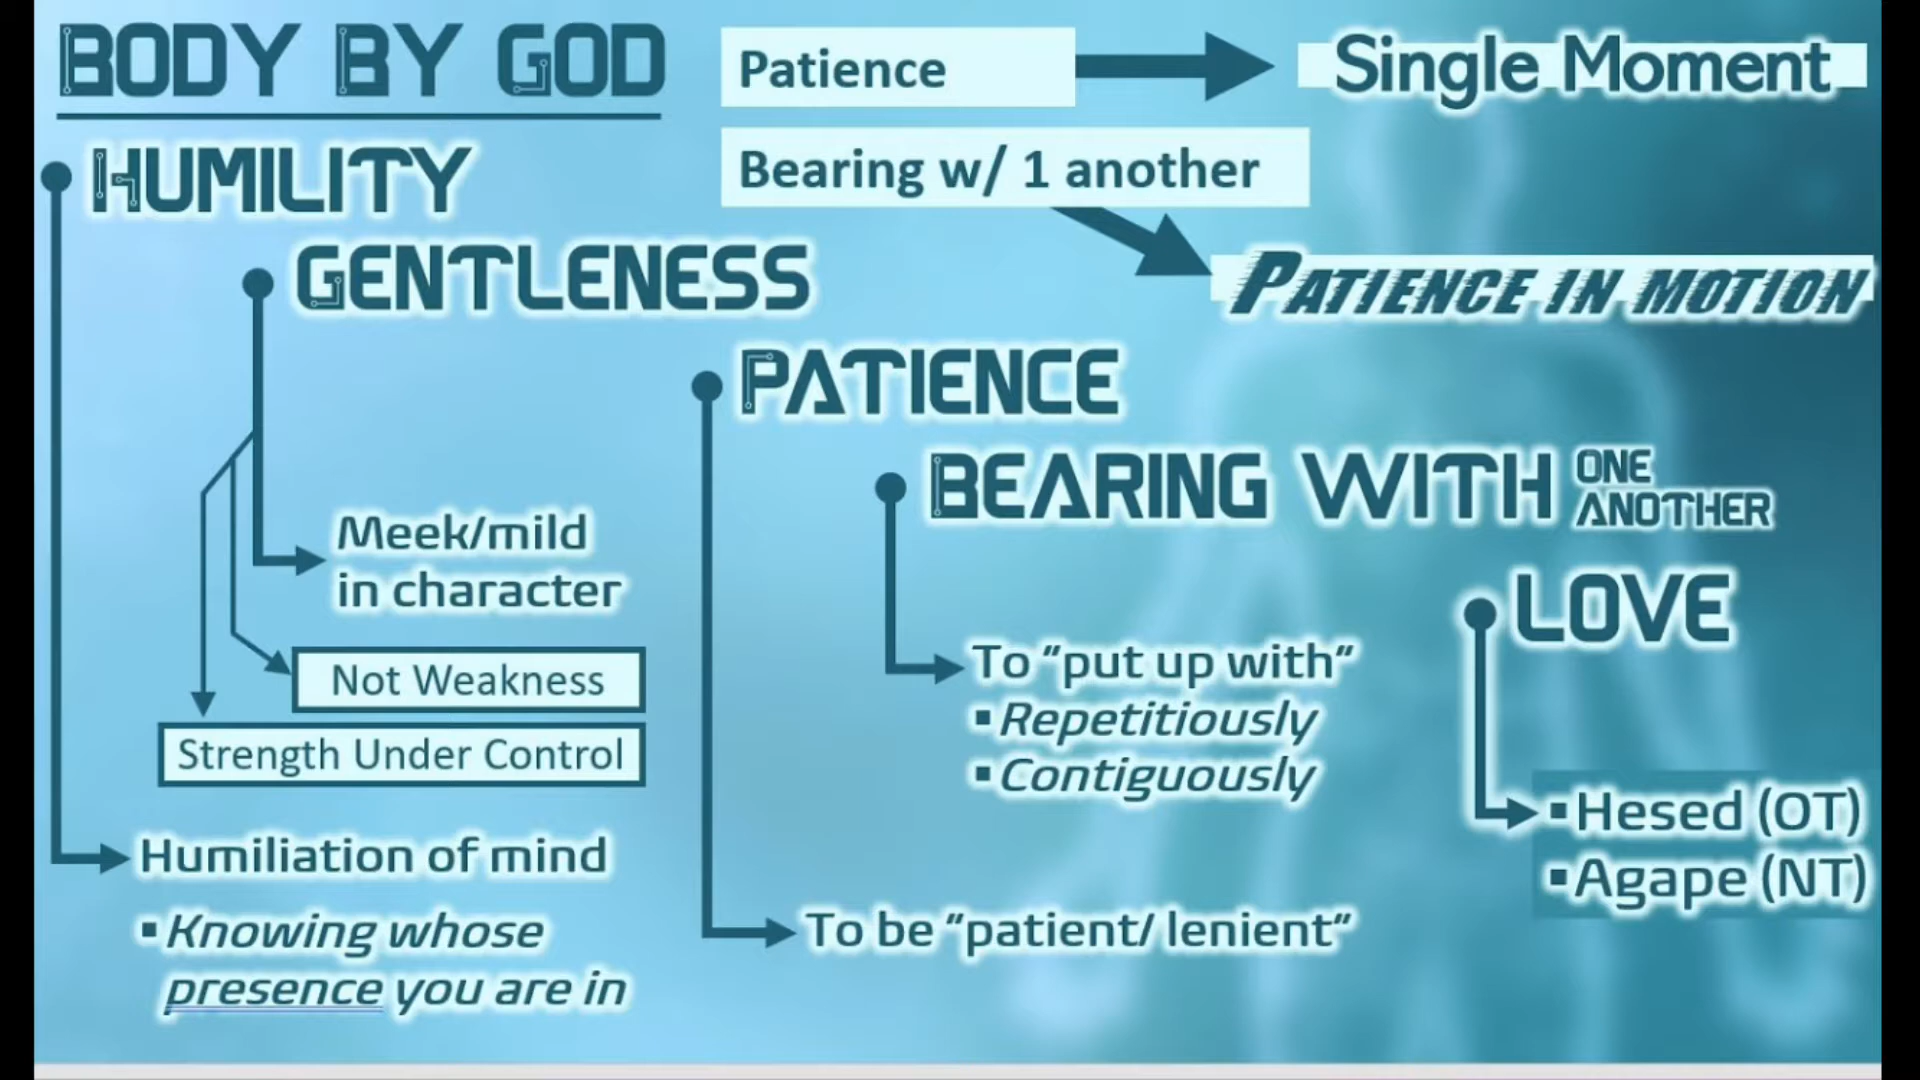 BODY BY GOD
Patience
Single Moment
Bearing w/ 1 another
PATIENCE IN MOTION
HUMILITY
GENTLENESS
PATIENCE
BEARING WITH ONE
ANOTHER
LOVE
Meek/mild
in character
Not Weakness
Strength Under Control
Humiliation of mind
▪Knowing whose
presence you are in
To "put up with"
▪Repetitiously
▪Contiguously
To be "patient/ lenient"
▪Hesed (OT)
▪Agape (NT)